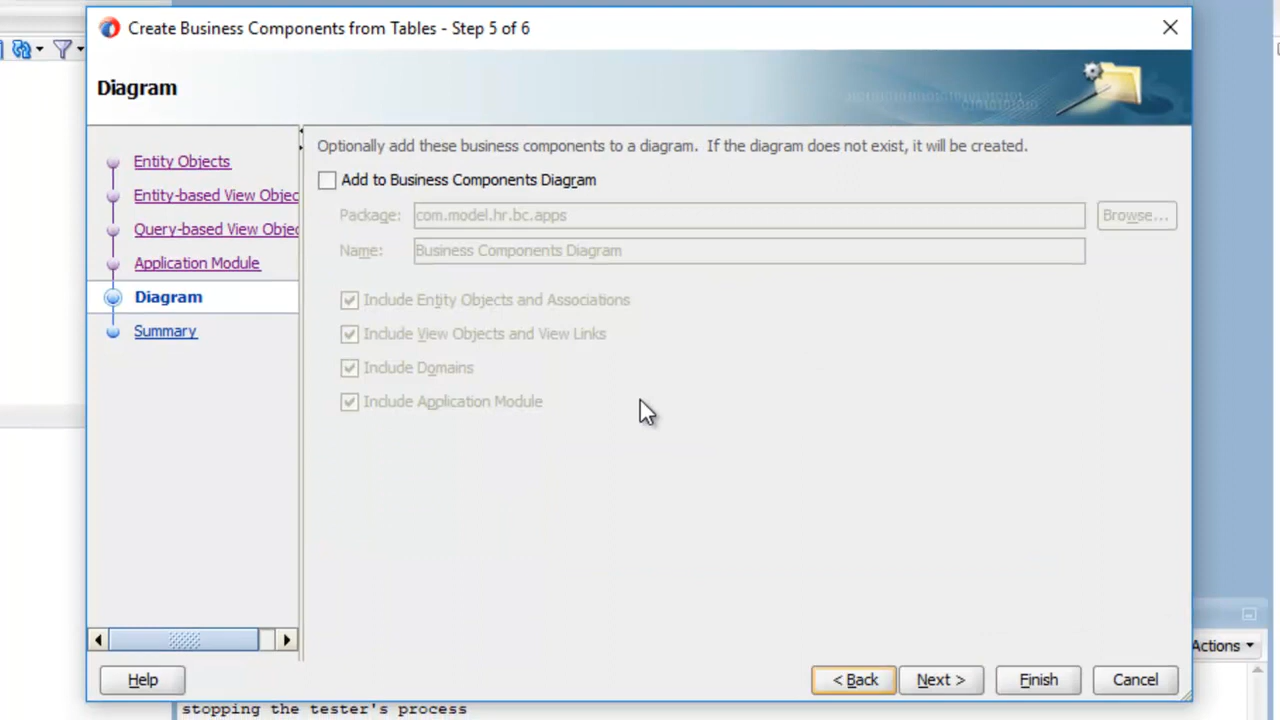 Create Business Components from Tables - Step 5 of 6
Diagram
Entity Objects
Entity-based View Objec
Query-based View Objec
Application Module
Diagram
Summary
Optionally add these business components to a diagram. If the diagram does not exist, it will be created.
Add to Business Components Diagram
Package: com.model.hr.bc.apps Browse...
Name: Business Components Diagram
Include Entity Objects and Associations
Include View Objects and View Links
Include Domains
Include Application Module
Help < Back Next > Finish Cancel
Actions
stopping the tester's process